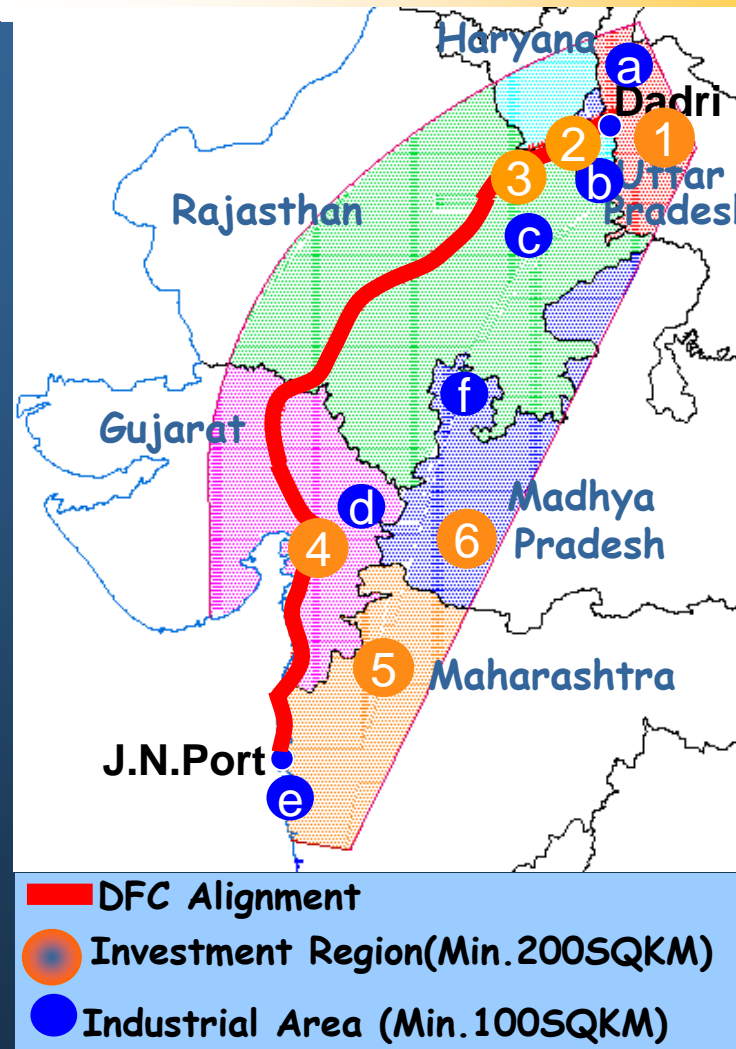 Haryana
a
Dadri
1
2
3
b
Uttar
Pradesh
Rajasthan
c
f
Gujarat
d
Madhya
Pradesh
4
6
5
Maharashtra
J.N.Port
e
DFC Alignment
Investment Region(Min.200SQKM)
Industrial Area (Min.100SQKM)